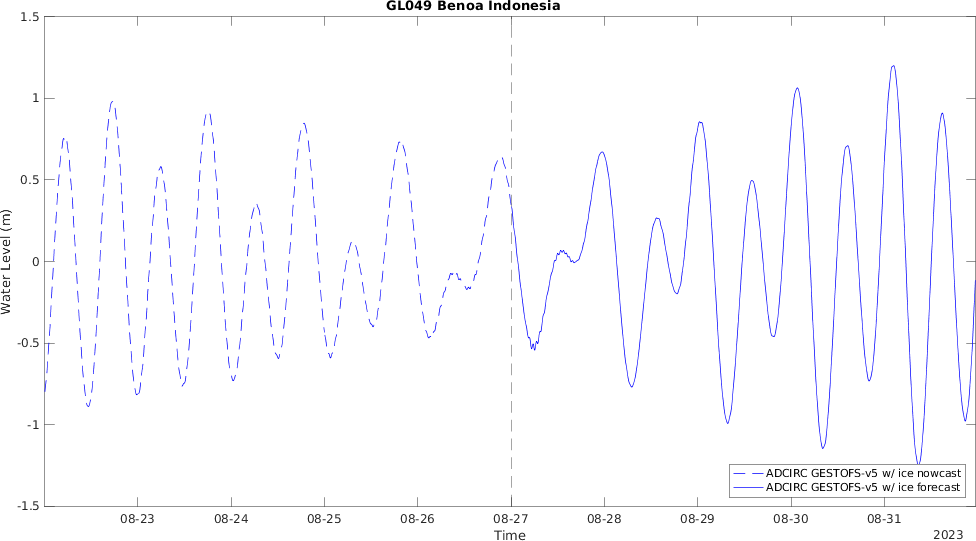 GL049 Benoa Indonesia
1.5
1
0.5
0
-0.5
-1
-1.5
Water Level (m)
ADCIRC GESTOFS-v5 w/ ice nowcast
ADCIRC GESTOFS-v5 w/ ice forecast
08-23 08-24 08-25 08-26 08-27 08-28 08-29 08-30 08-31
Time
2023